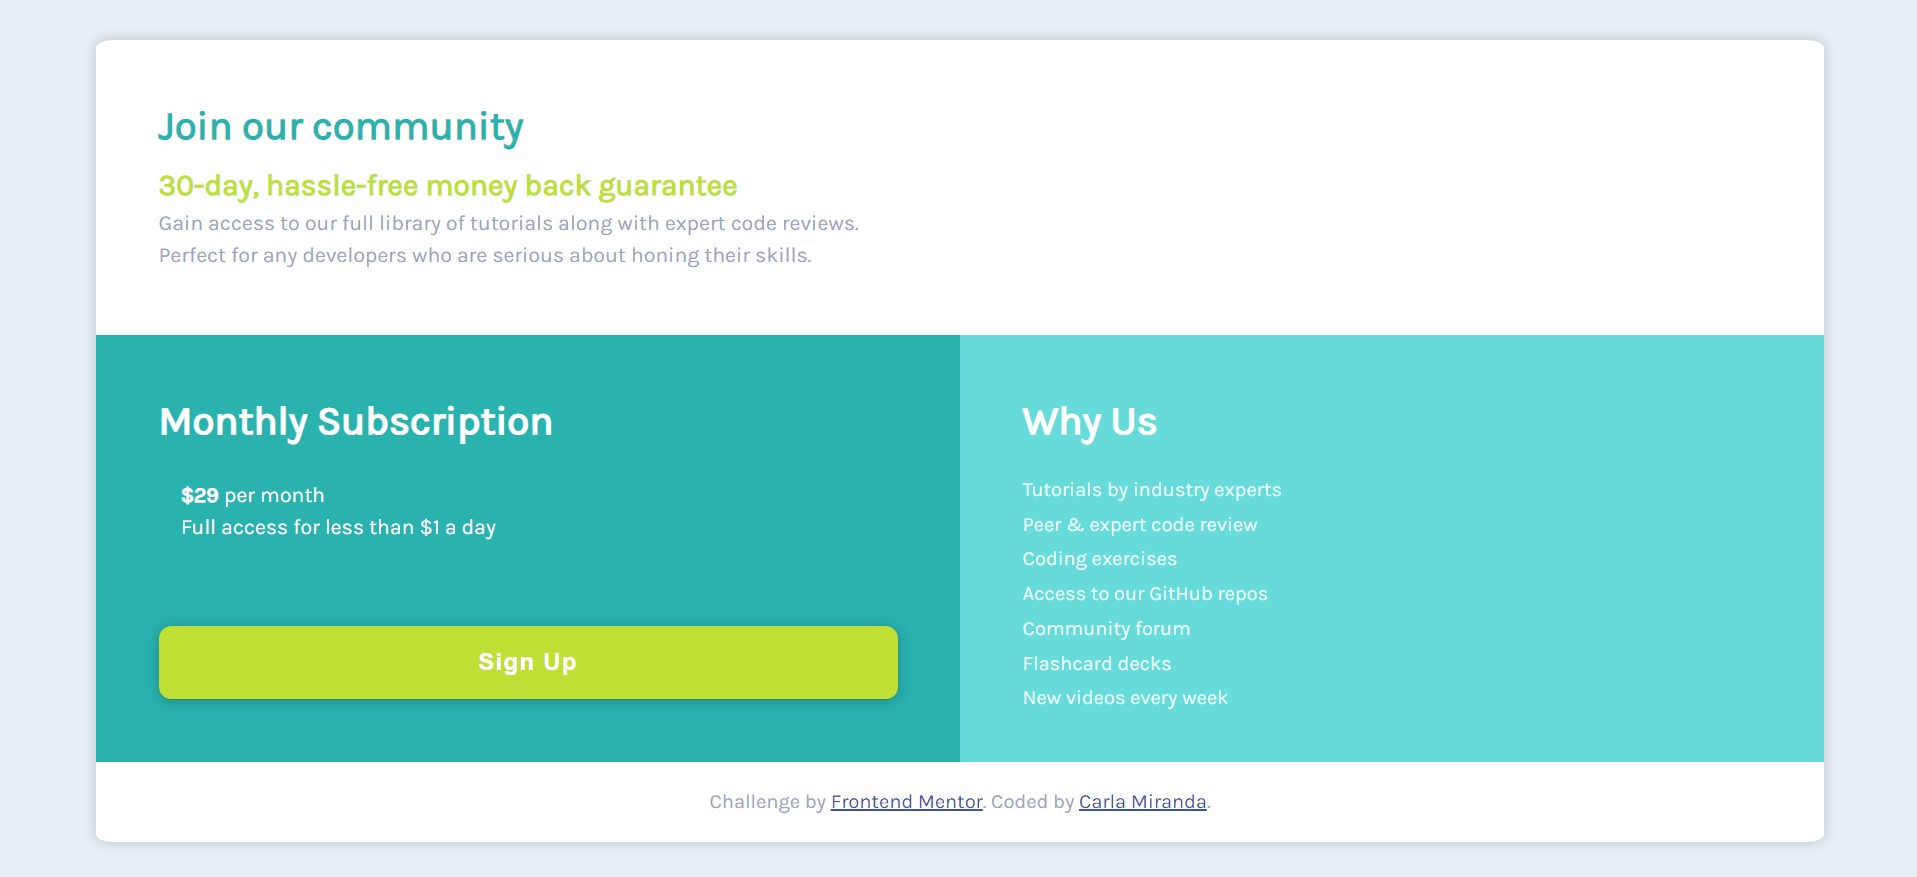 Join our community
30-day, hassle-free money back guarantee
Gain access to our full library of tutorials along with expert code reviews.
Perfect for any developers who are serious about honing their skills.
Monthly Subscription
$29 per month
Full access for less than $1 a day
Sign Up
Why Us
Tutorials by industry experts
Peer & expert code review
Coding exercises
Access to our GitHub repos
Community forum
Flashcard decks
New videos every week
Challenge by Frontend Mentor. Coded by Carla Miranda.